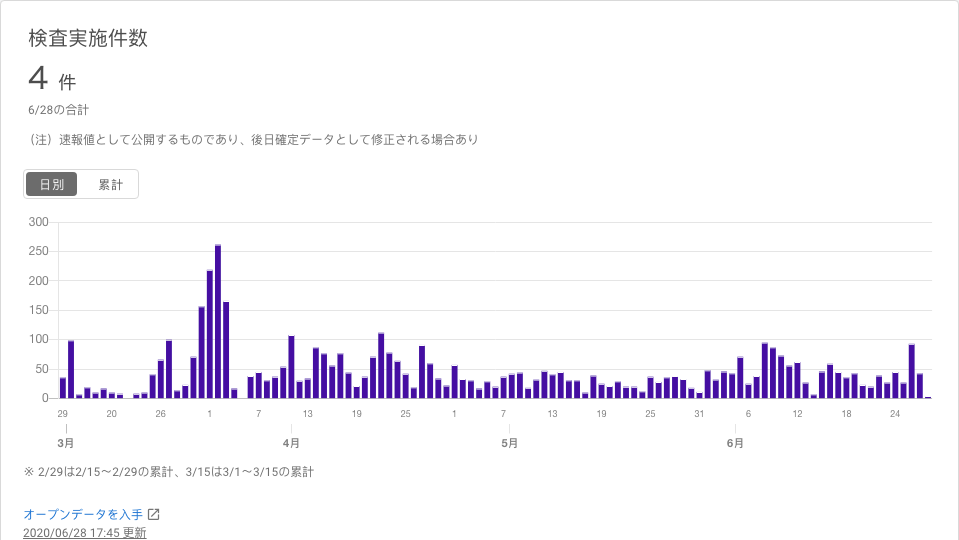 検査実施件数
4 件
6/28の合計
（注）速報値として公開するものであり、後日確定データとして修正される場合あり
日別 累計
300
250
200
150
100
50
0
29 20 26 1 7 13 19 25 1 7 13 19 25 31 6 12 18 24
3月 4月 5月 6月
※ 2/29は2/15〜2/29の累計、3/15は3/1〜3/15の累計
オープンデータを入手
2020/06/28 17:45 更新